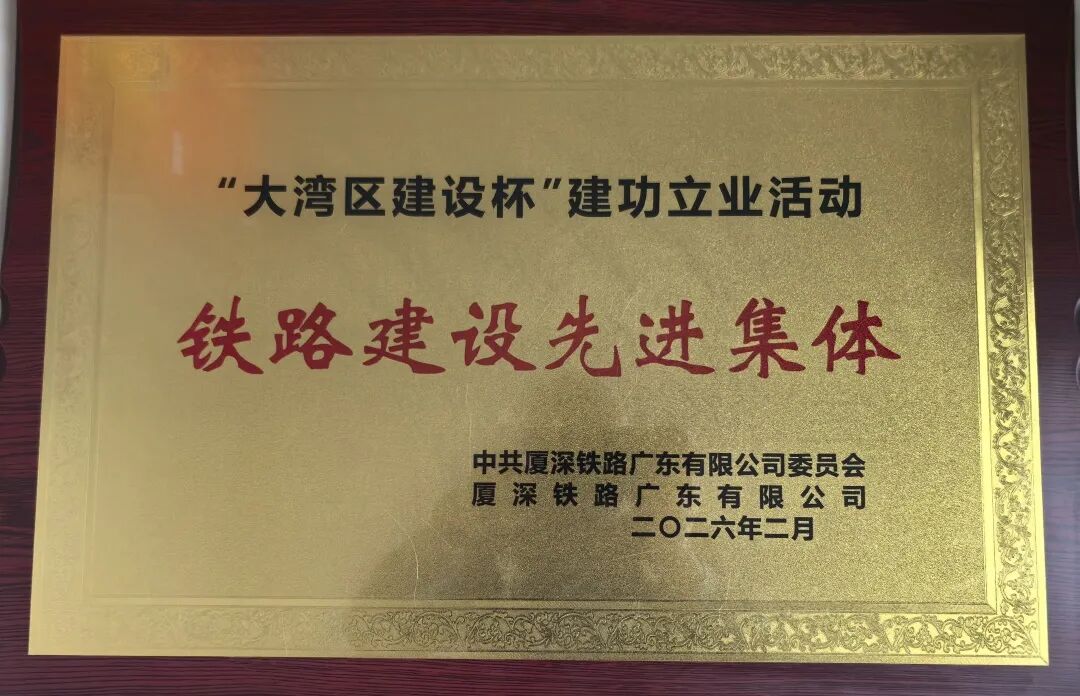 “大湾区建设杯”建功立业活动
铁路建设先进集体
中共厦深铁路广东有限公司委员会
厦深铁路广东有限公司
二〇二六年二月